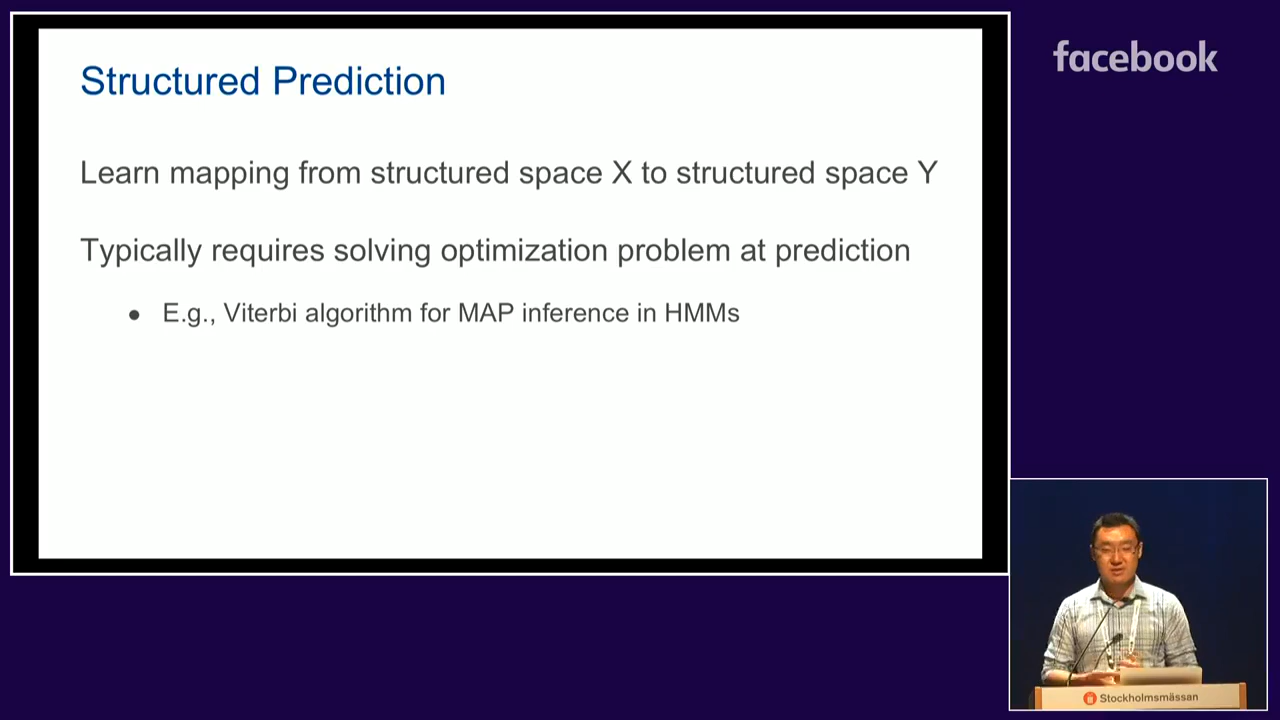 Structured Prediction
Learn mapping from structured space X to structured space Y
Typically requires solving optimization problem at prediction
● E.g., Viterbi algorithm for MAP inference in HMMs
facebook
Stockholmsmässan